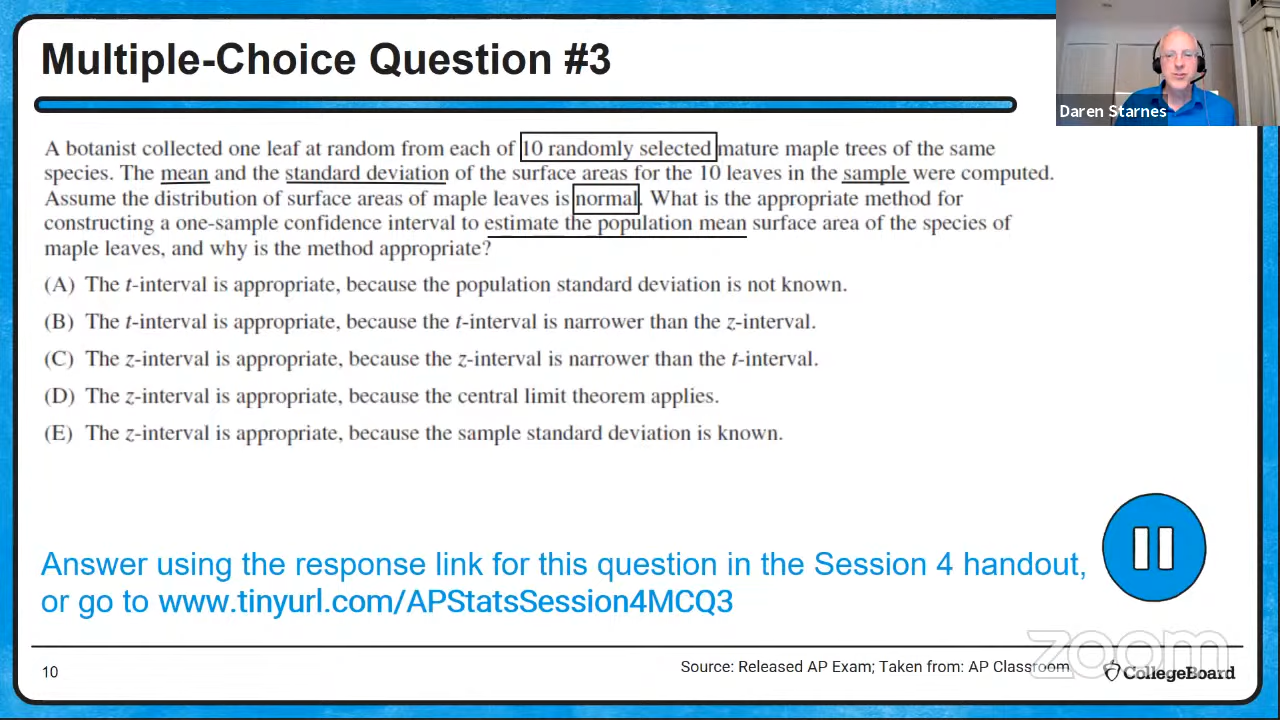 Multiple-Choice Question #3
Daren Starnes
A botanist collected one leaf at random from each of 10 randomly selected mature maple trees of the same
species. The mean and the standard deviation of the surface areas for the 10 leaves in the sample were computed.
Assume the distribution of surface areas of maple leaves is normal. What is the appropriate method for
constructing a one-sample confidence interval to estimate the population mean surface area of the species of
maple leaves, and why is the method appropriate?
(A) The t-interval is appropriate, because the population standard deviation is not known.
(B) The t-interval is appropriate, because the t-interval is narrower than the z-interval.
(C) The z-interval is appropriate, because the z-interval is narrower than the t-interval.
(D) The z-interval is appropriate, because the central limit theorem applies.
(E) The z-interval is appropriate, because the sample standard deviation is known.
Answer using the response link for this question in the Session 4 handout,
or go to www.tinyurl.com/APStatsSession4MCQ3
zoom
10
Source: Released AP Exam; Taken from: AP Classroom
CollegeBoard